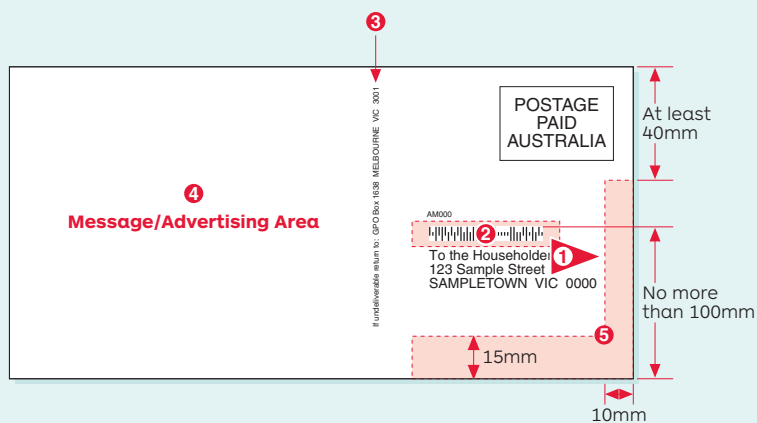 3
If undeliverable return to: GPO Box 1638 MELBOURNE VIC 3001
POSTAGE
PAID
AUSTRALIA
At least
40mm
4
Message/Advertising Area
AM000
2
To the Householder
1
123 Sample Street
SAMPLETOWN VIC 0000
No more
than 100mm
5
15mm
10mm